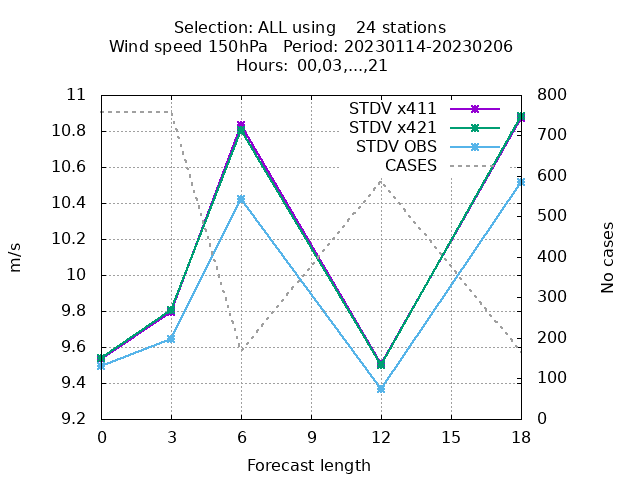 Selection: ALL using    24 stations
Wind speed 150hPa   Period: 20230114-20230206
Hours: 00,03,...,21
STDV x411
STDV x421
STDV OBS
CASES
11
10.8
10.6
10.4
10.2
10
9.8
9.6
9.4
9.2
m/s
800
700
600
500
400
300
200
100
0
No cases
0 3 6 9 12 15 18
Forecast length